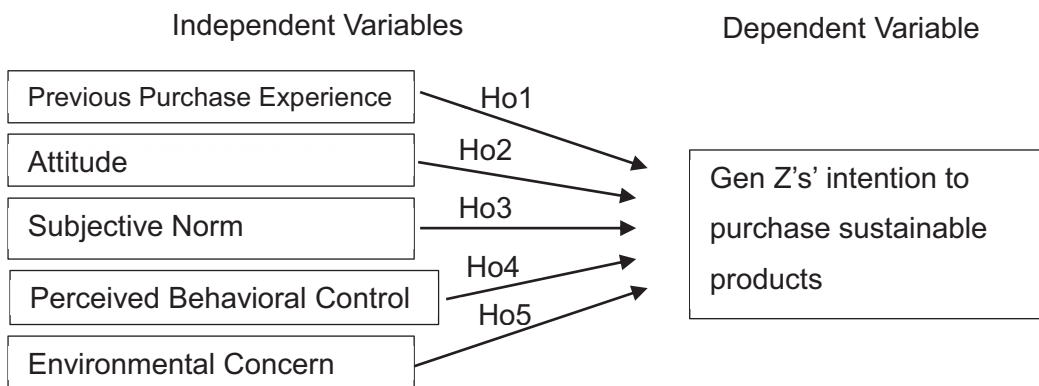 Independent Variables
Dependent Variable
Previous Purchase Experience
Ho1
Attitude
Ho2
Subjective Norm
Ho3
Perceived Behavioral Control
Ho4
Environmental Concern
Ho5
Gen Z's’ intention to
purchase sustainable
products